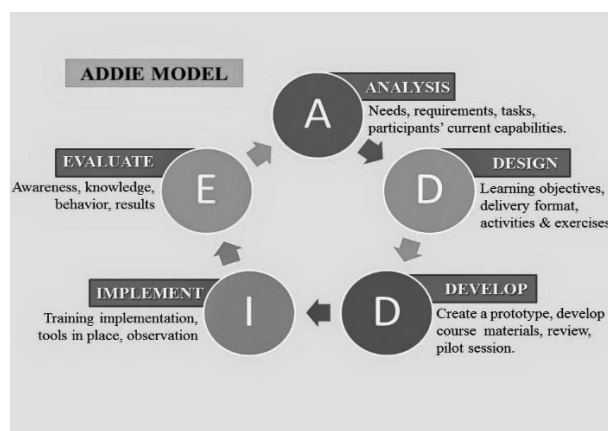 ADDIE MODEL
A
ANALYSIS
Needs, requirements, tasks,
participants' current capabilities.
D
DESIGN
Learning objectives,
delivery format,
activities & exercises
D
DEVELOP
Create a prototype, develop
course materials, review,
pilot session.
I
IMPLEMENT
Training implementation,
tools in place, observation
E
EVALUATE
Awareness, knowledge,
behavior, results